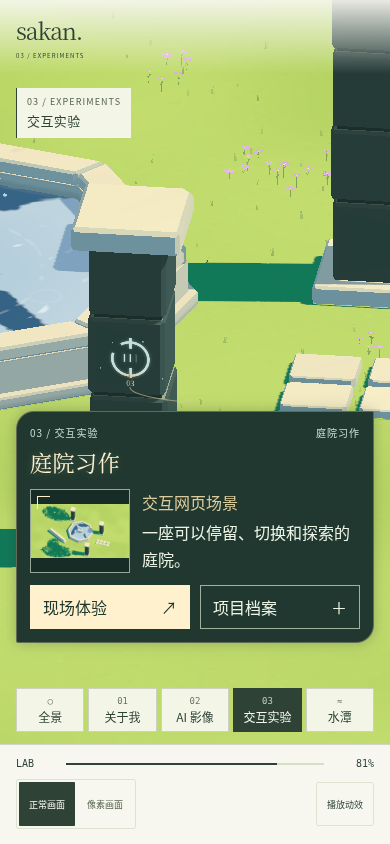 sakan.
03 / EXPERIMENTS
03 / EXPERIMENTS
交互实验
03
03 / 交互实验
庭院习作
庭院习作
交互网页场景
一座可以停留、切换和探索的
庭院。
现场体验 ↗
项目档案 +
○
全景
01
关于我
02
AI 影像
03
交互实验
≈
水潭
LAB
81%
正常画面
像素画面
播放动效